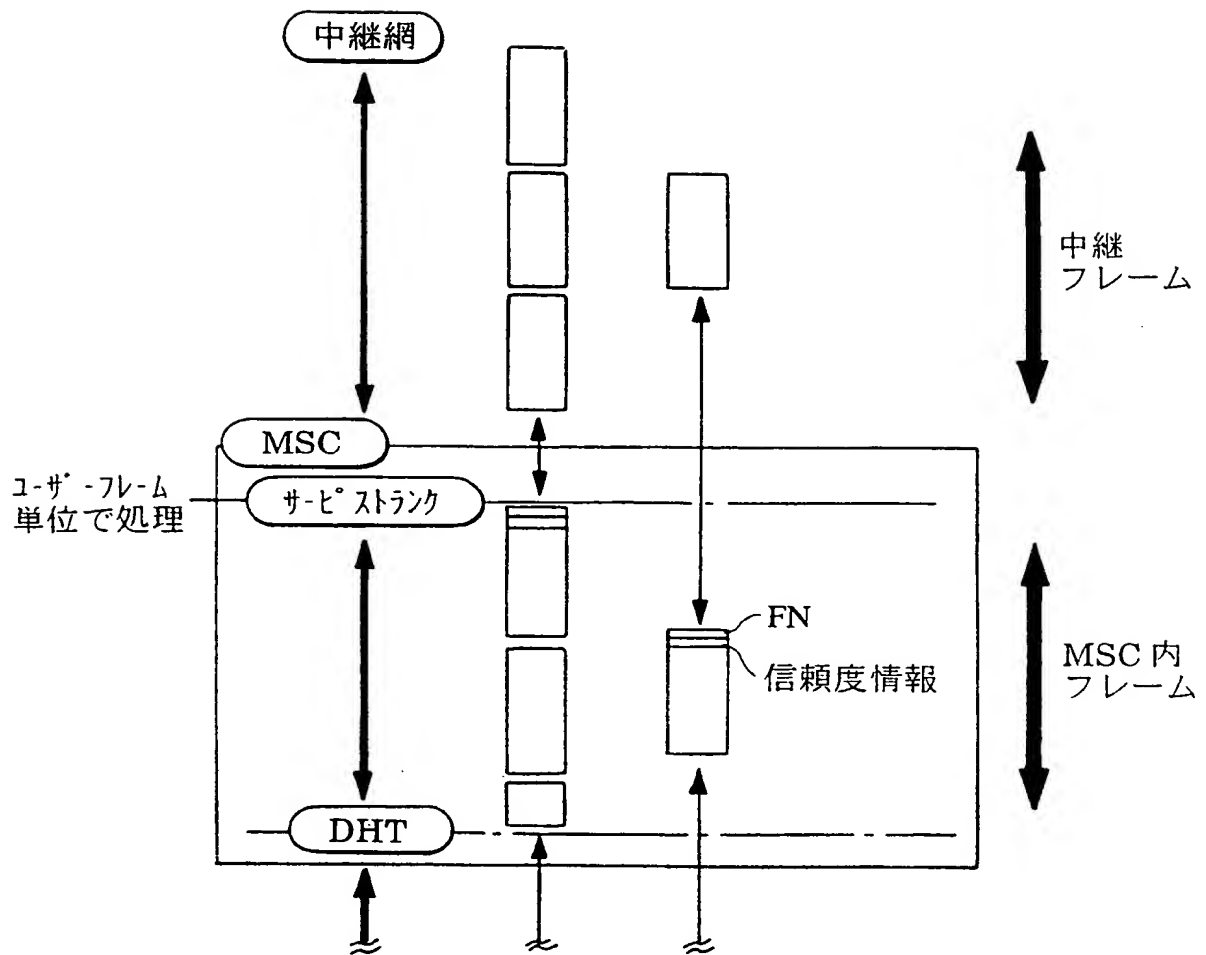 中継網
中継
フレーム
MSC
ユーザーフレーム
単位で処理
サービストランク
FN
信頼度情報
MSC 内
フレーム
DHT